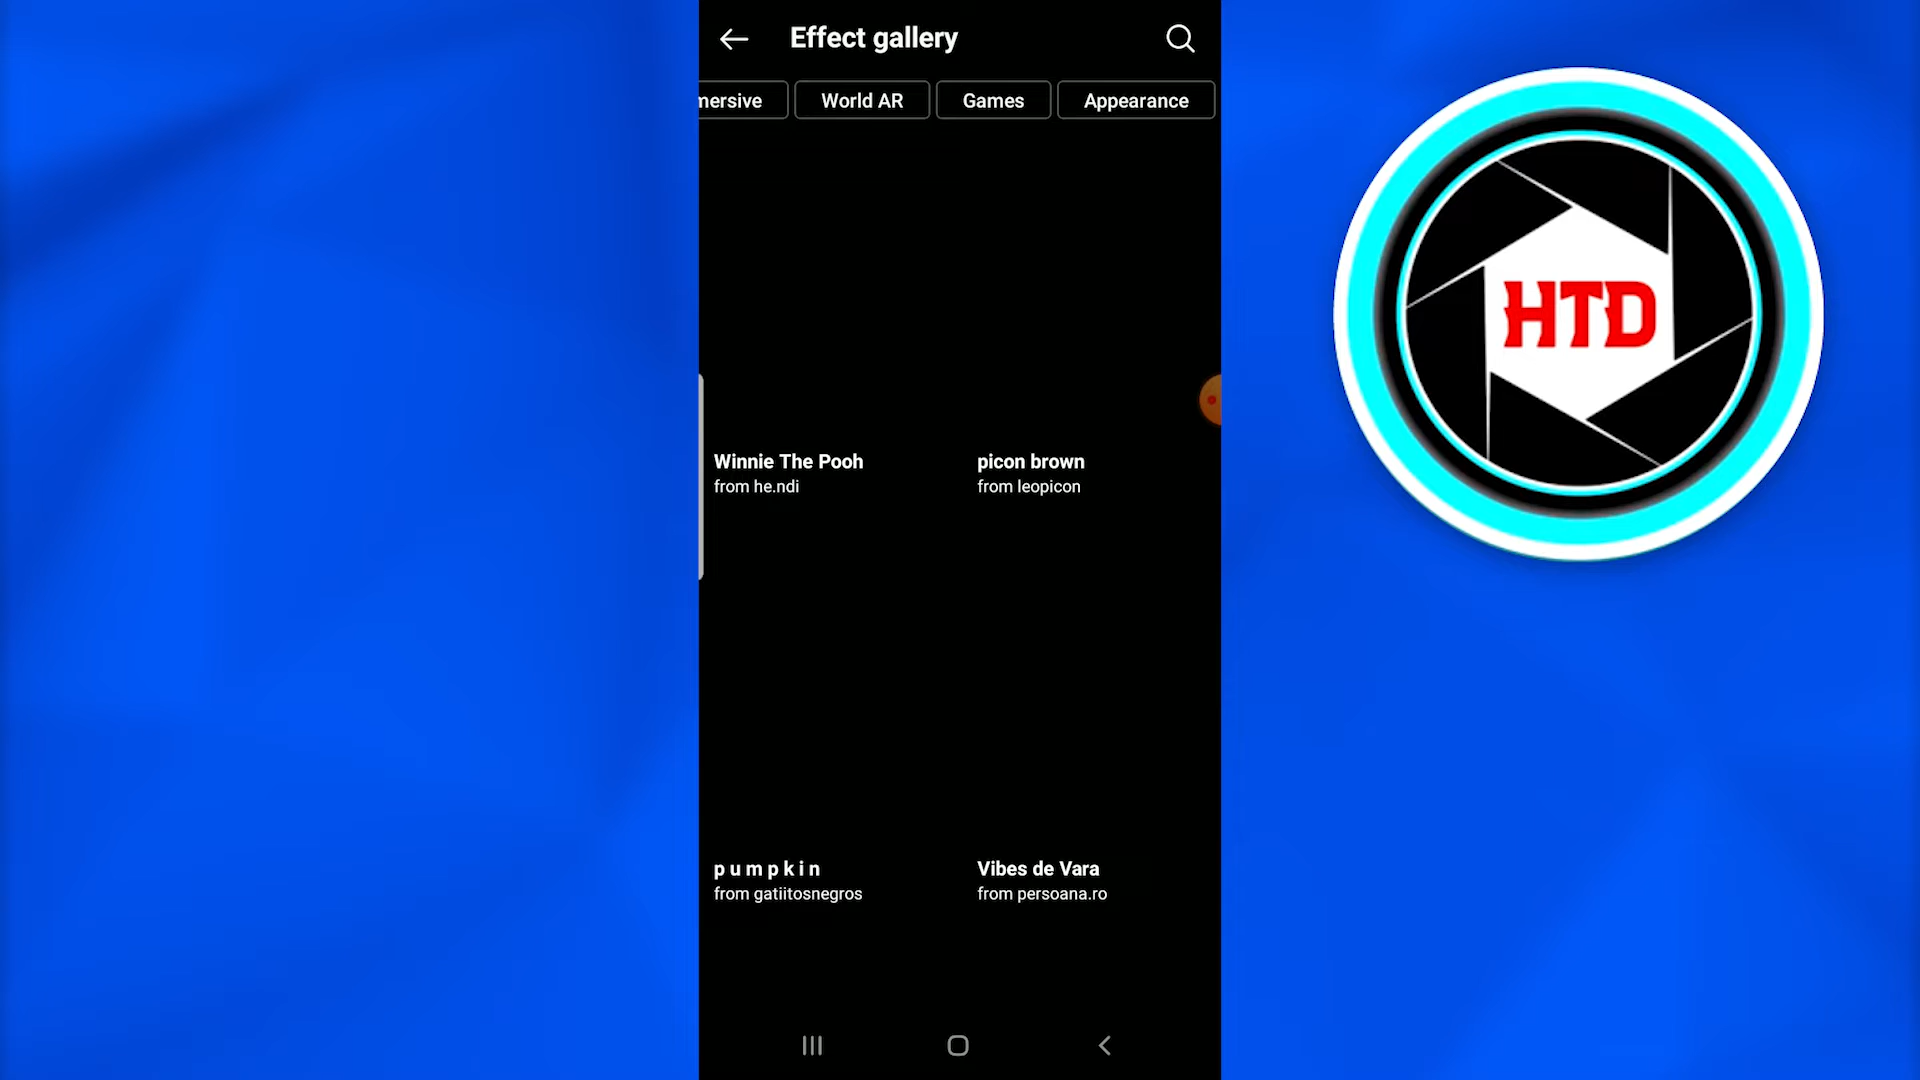 Effect gallery
mersive World AR Games Appearance
HTD
Winnie The Pooh
from he.ndi
picon brown
from leopicon
p u m p k i n
from gatiitosnegros
Vibes de Vara
from persoana.ro